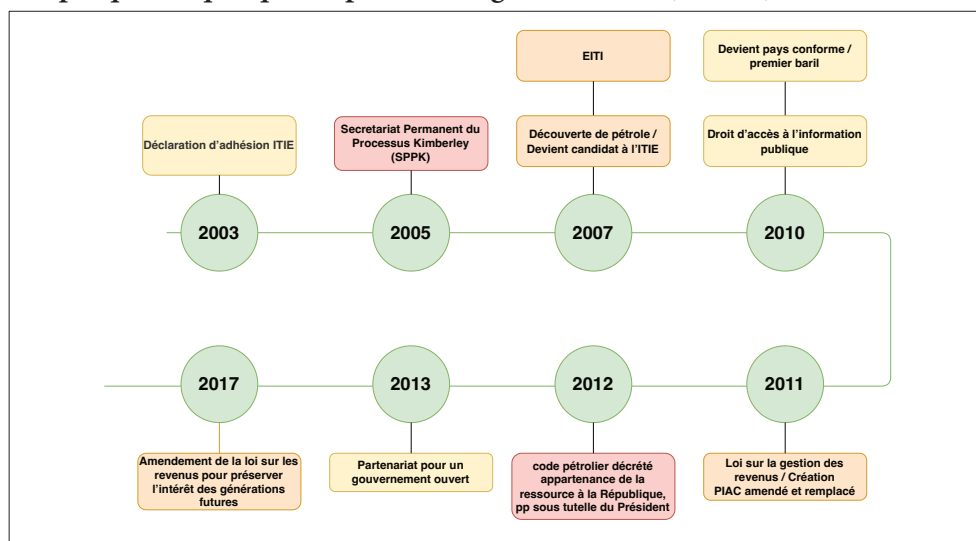 EITI
Devient pays conforme /
premier baril
Déclaration d'adhésion ITIE
Secretariat Permanent du
Processus Kimberley
(SPPK)
Découverte de pétrole /
Devient candidat à l'ITIE
Droit d'accès à l'information
publique
2003
2005
2007
2010
2017
2013
2012
2011
Amendement de la loi sur les
revenus pour préserver
l'intérêt des générations
futures
Partenariat pour un
gouvernement ouvert
code pétrolier décrété
appartenance de la
ressource à la République,
pp sous tutelle du Président
Loi sur la gestion des
revenus / Création
PIAC amendé et remplacé